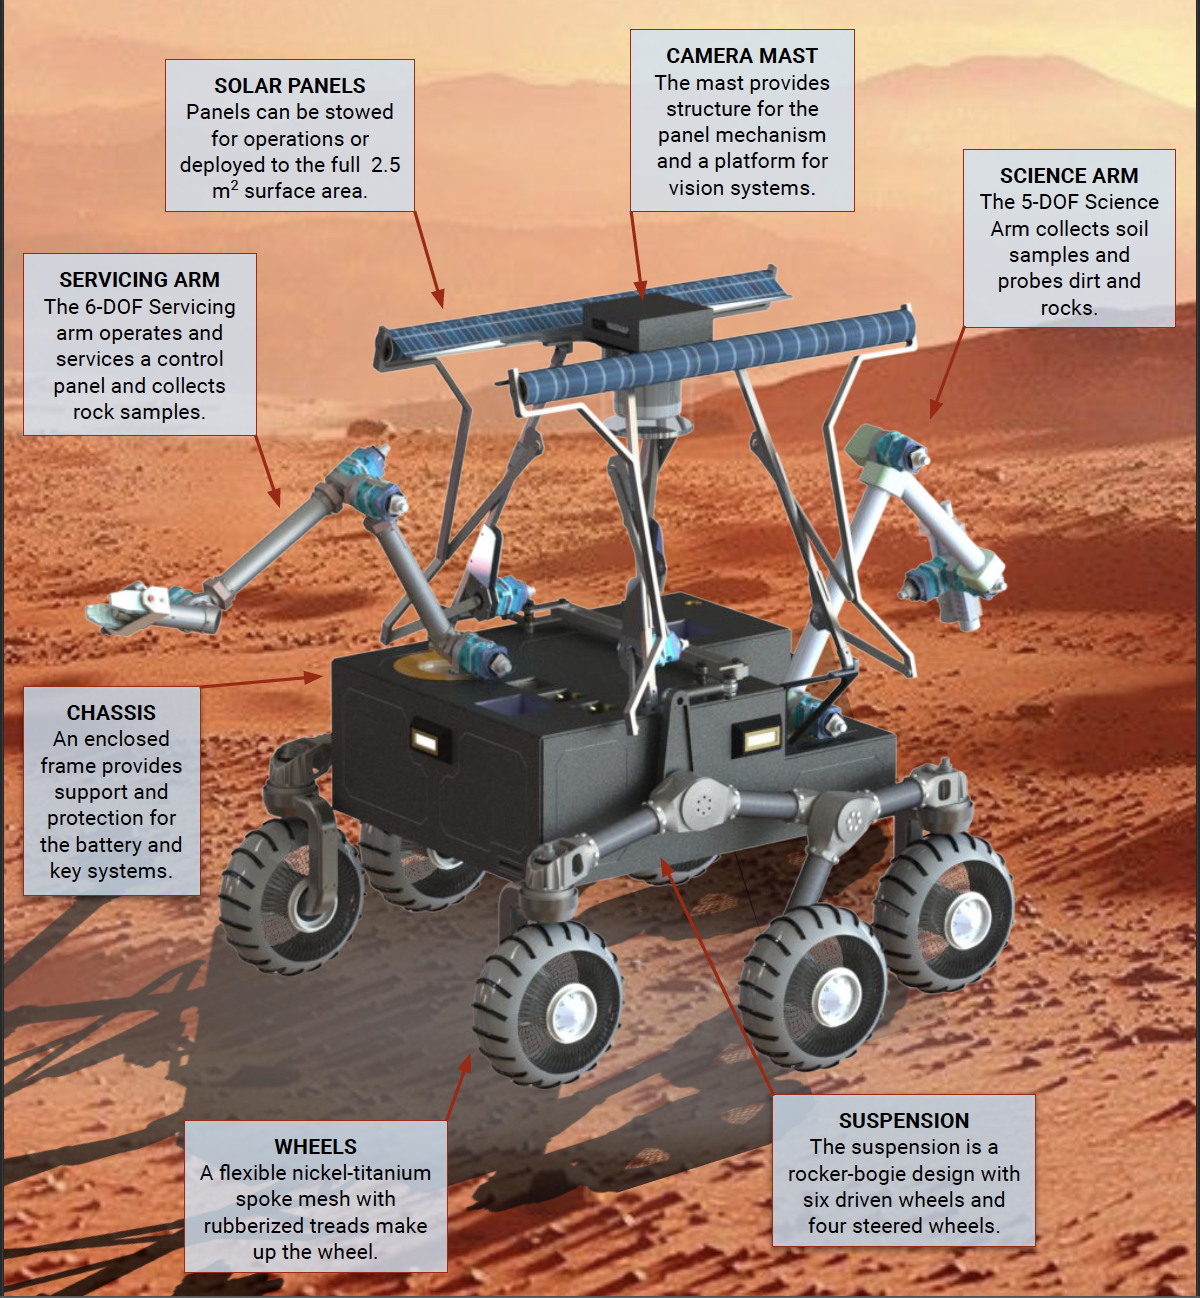 SOLAR PANELS
Panels can be stowed
for operations or
deployed to the full 2.5
m² surface area.
CAMERA MAST
The mast provides
structure for the
panel mechanism
and a platform for
vision systems.
SCIENCE ARM
The 5-DOF Science
Arm collects soil
samples and
probes dirt and
rocks.
SERVICING ARM
The 6-DOF Servicing
arm operates and
services a control
panel and collects
rock samples.
CHASSIS
An enclosed
frame provides
support and
protection for
the battery and
key systems.
WHEELS
A flexible nickel-titanium
spoke mesh with
rubberized treads make
up the wheel.
SUSPENSION
The suspension is a
rocker-bogie design with
six driven wheels and
four steered wheels.